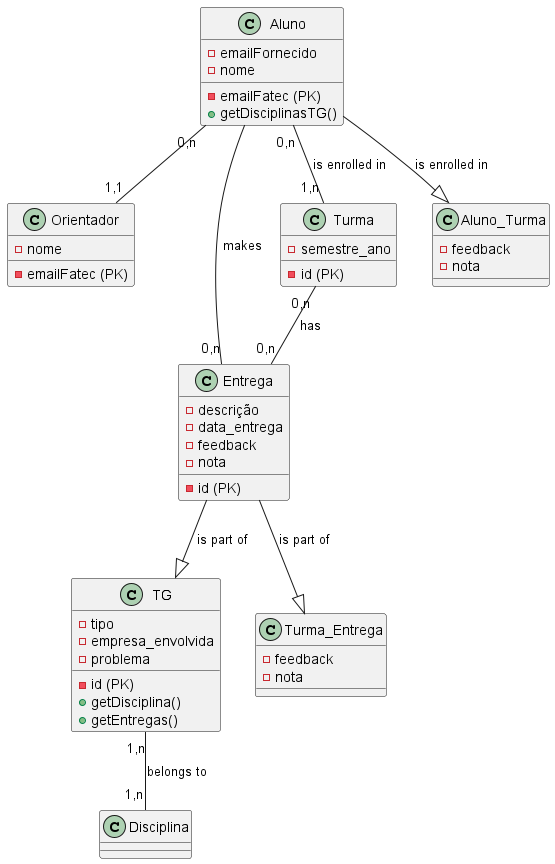 C Aluno
emailFornecido
nome
emailFatec (PK)
getDisciplinasTG()
0,n
0,n
is enrolled in
is enrolled in
1,1
1,n
C Orientador
nome
emailFatec (PK)
makes
C Turma
semestre_ano
id (PK)
C Aluno_Turma
feedback
nota
0,n
has
0,n
0,n
C Entrega
descrição
data_entrega
feedback
nota
id (PK)
is part of
is part of
C TG
tipo
empresa_envolvida
problema
id (PK)
getDisciplina()
getEntregas()
C Turma_Entrega
feedback
nota
1,n
belongs to
1,n
C Disciplina